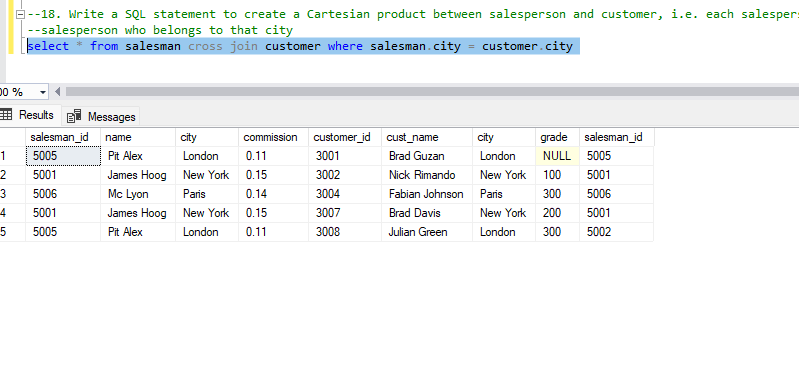 --18. Write a SQL statement to create a Cartesian product between salesperson and customer, i.e. each salespers
--salesperson who belongs to that city
select * from salesman cross join customer where salesman.city = customer.city
00 %
Results Messages
salesman_id name city commission customer_id cust_name city grade salesman_id
1 5005 Pit Alex London 0.11 3001 Brad Guzan London NULL 5005
2 5001 James Hoog New York 0.15 3002 Nick Rimando New York 100 5001
3 5006 Mc Lyon Paris 0.14 3004 Fabian Johnson Paris 300 5006
4 5001 James Hoog New York 0.15 3007 Brad Davis New York 200 5001
5 5005 Pit Alex London 0.11 3008 Julian Green London 300 5002